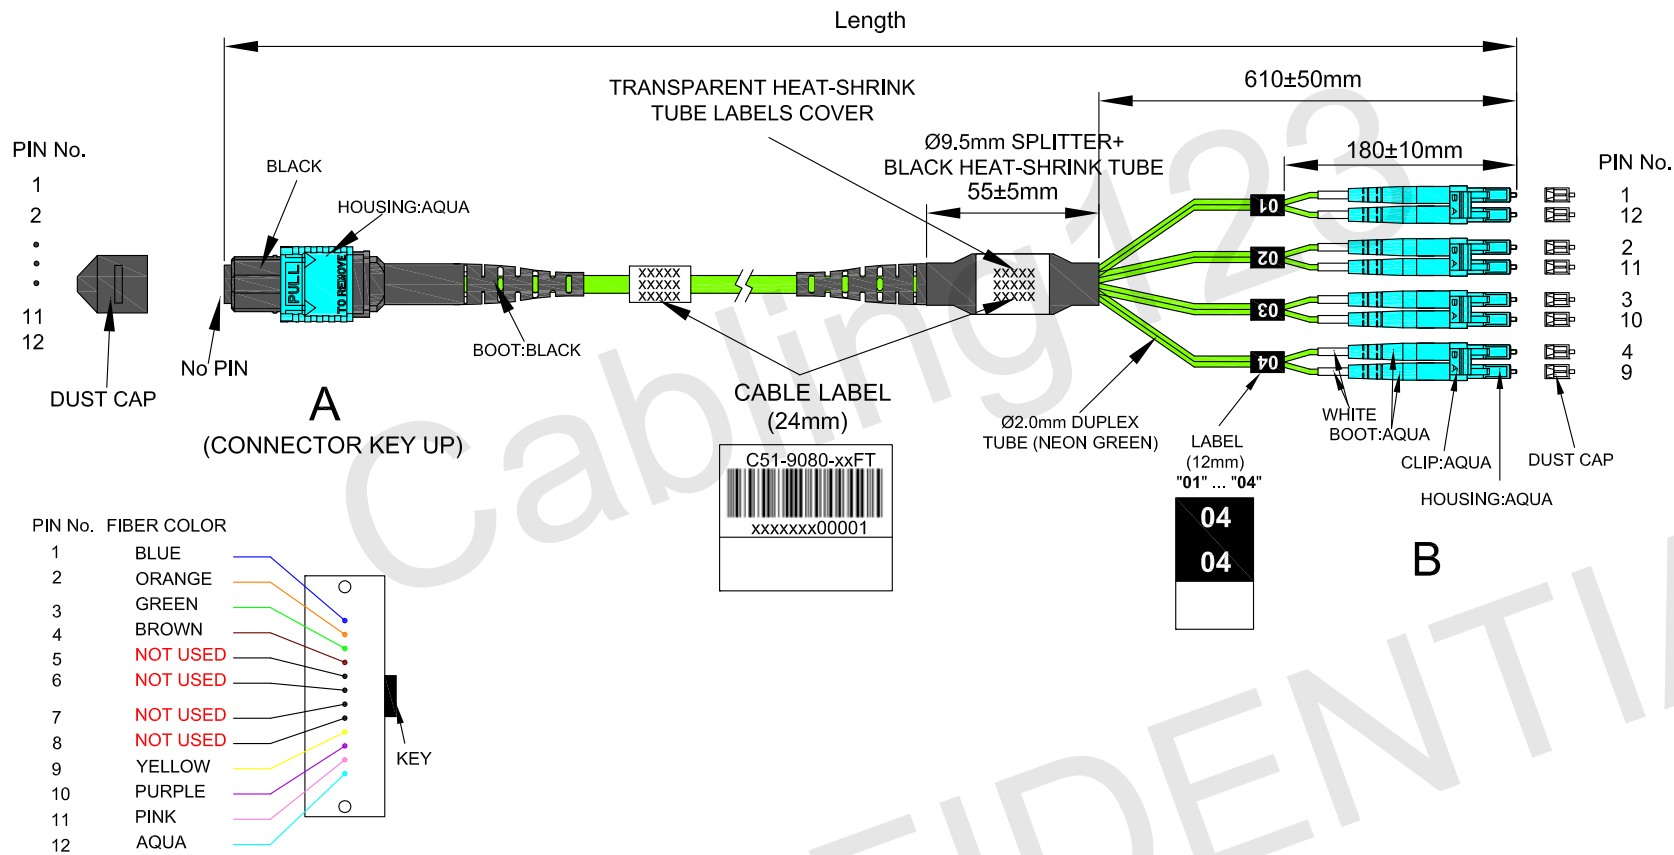 Length
610±50mm
TRANSPARENT HEAT-SHRINK
TUBE LABELS COVER
Ø9.5mm SPLITTER+
BLACK HEAT-SHRINK TUBE
55±5mm
180±10mm
PIN No.
1
2
11
12
BLACK
HOUSING:AQUA
PULL
TO REMOVE
XXXXX
XXXXX
XXXXX
XXXXX
XXXXX
XXXXX
BOOT:BLACK
No PIN
DUST CAP
A
(CONNECTOR KEY UP)
CABLE LABEL
(24mm)
C51-9080-xxFT
xxxxxxx00001
01
02
03
04
B A
B A
Ø2.0mm DUPLEX
TUBE (NEON GREEN)
LABEL
(12mm)
"01" ... "04"
04
04
WHITE
BOOT:AQUA
CLIP:AQUA
HOUSING:AQUA
DUST CAP
B
PIN No.
1
12
2
11
3
10
4
9
PIN No. FIBER COLOR
1 BLUE
2 ORANGE
3 GREEN
4 BROWN
5 NOT USED
6 NOT USED
7 NOT USED
8 NOT USED
9 YELLOW
10 PURPLE
11 PINK
12 AQUA
KEY
Cabling123
FIDENTIA